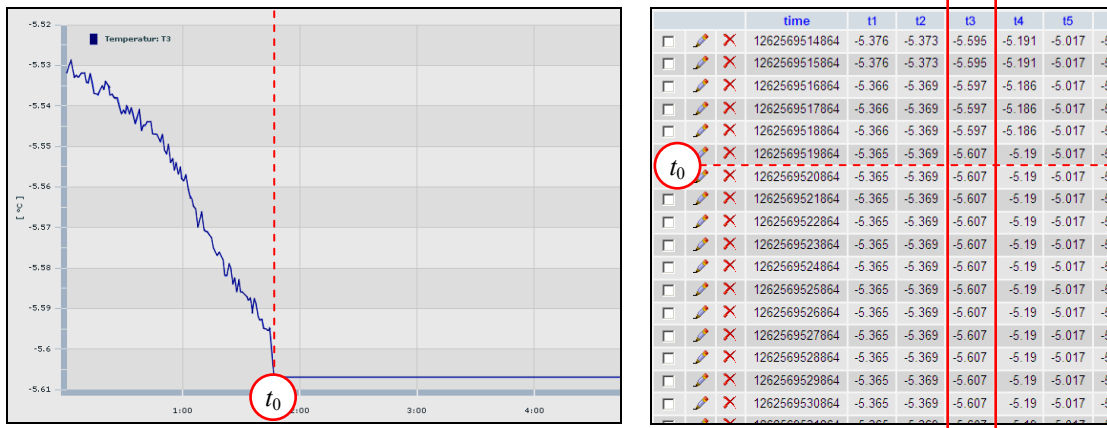 -5.52
Temperatur: T3
-5.53
-5.54
-5.55
-5.56
[ °C ]
-5.57
-5.58
-5.59
-5.6
-5.61
1:00 t0 2:00 3:00 4:00
time t1 t2 t3 t4 t5
1262569514864 -5.376 -5.373 -5.595 -5.191 -5.017
1262569515864 -5.376 -5.373 -5.595 -5.191 -5.017
1262569516864 -5.366 -5.369 -5.597 -5.186 -5.017
1262569517864 -5.366 -5.369 -5.597 -5.186 -5.017
1262569518864 -5.366 -5.369 -5.597 -5.186 -5.017
1262569519864 -5.365 -5.369 -5.607 -5.19 -5.017
t0
1262569520864 -5.365 -5.369 -5.607 -5.19 -5.017
1262569521864 -5.365 -5.369 -5.607 -5.19 -5.017
1262569522864 -5.365 -5.369 -5.607 -5.19 -5.017
1262569523864 -5.365 -5.369 -5.607 -5.19 -5.017
1262569524864 -5.365 -5.369 -5.607 -5.19 -5.017
1262569525864 -5.365 -5.369 -5.607 -5.19 -5.017
1262569526864 -5.365 -5.369 -5.607 -5.19 -5.017
1262569527864 -5.365 -5.369 -5.607 -5.19 -5.017
1262569528864 -5.365 -5.369 -5.607 -5.19 -5.017
1262569529864 -5.365 -5.369 -5.607 -5.19 -5.017
1262569530864 -5.365 -5.369 -5.607 -5.19 -5.017